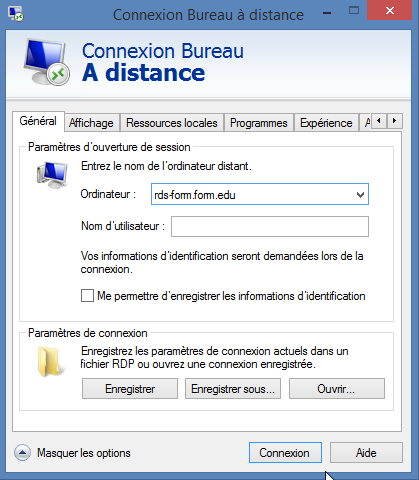 Connexion Bureau à distance
Connexion Bureau
A distance
Général Affichage Ressources locales Programmes Expérience
Paramètres d'ouverture de session
Entrez le nom de l'ordinateur distant.
Ordinateur : rds-form.form.edu
Nom d'utilisateur :
Vos informations d'identification seront demandées lors de la
connexion.
Me permettre d'enregistrer les informations d'identification
Paramètres de connexion
Enregistrez les paramètres de connexion actuels dans un
fichier RDP ou ouvrez une connexion enregistrée.
Enregistrer Enregistrer sous... Ouvrir...
Masquer les options Connexion Aide